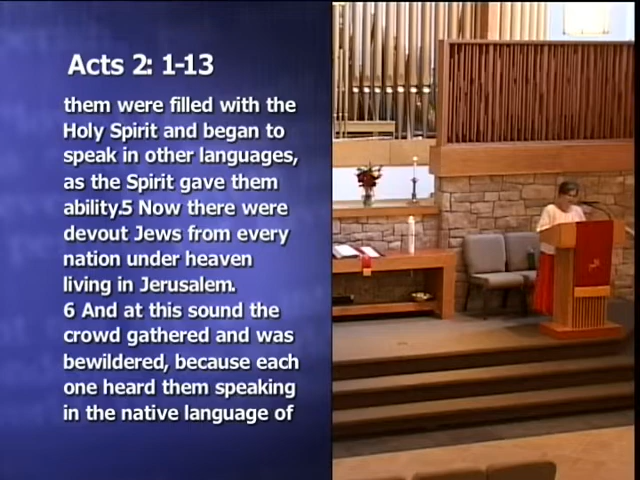 Acts 2: 1-13
them were filled with the
Holy Spirit and began to
speak in other languages,
as the Spirit gave them
ability.5 Now there were
devout Jews from every
nation under heaven
living in Jerusalem.
6 And at this sound the
crowd gathered and was
bewildered, because each
one heard them speaking
in the native language of